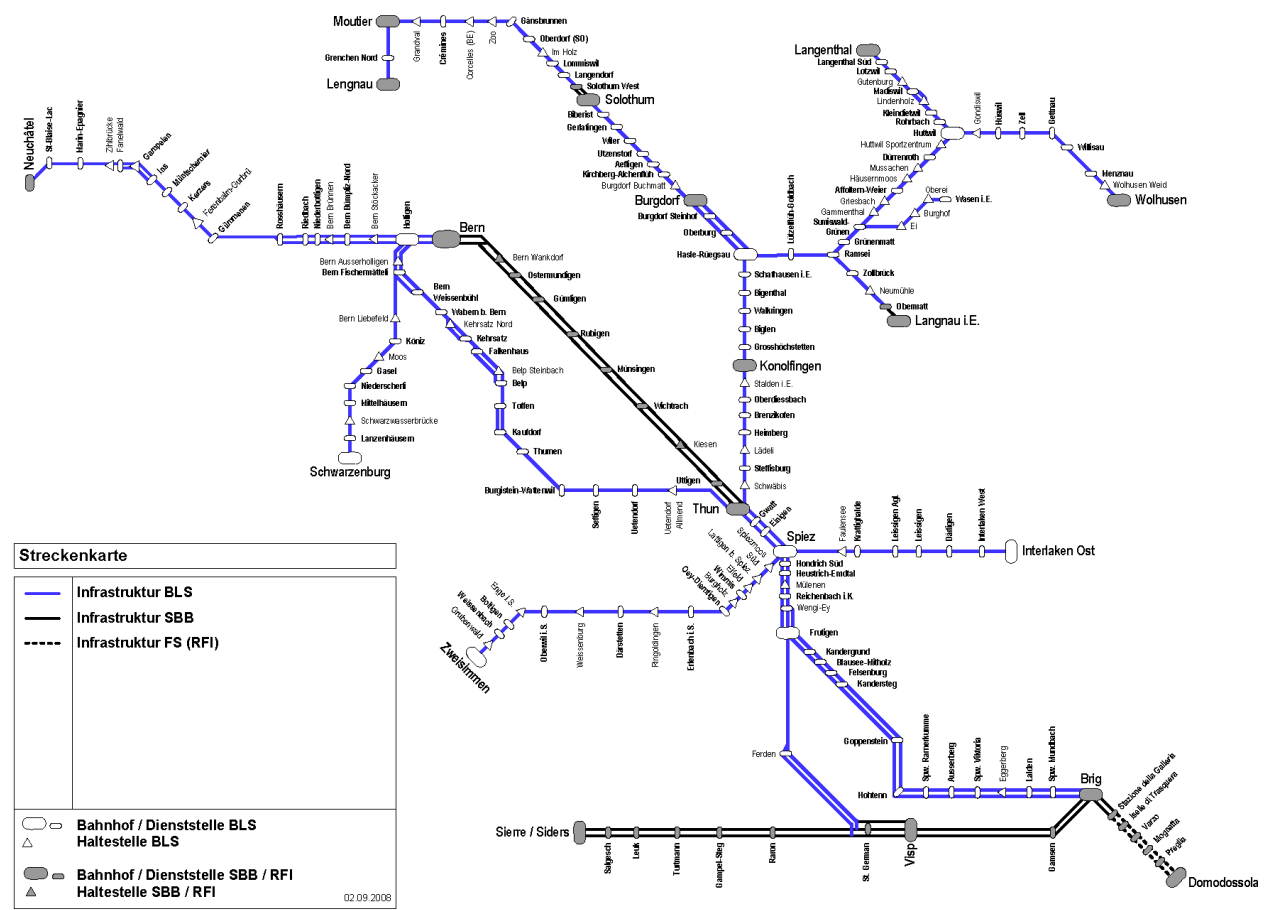 Moutier
Grandval
Crémines
Corcelles (BE)
Zoo
Gänsbrunnen
Oberdorf (SO)
Im Holz
Lommiswil
Langendorf
Solothurn West
Solothurn
Grenchen Nord
Lengnau
Biberist
Gerlafingen
Wiler
Utzenstorf
Aefligen
Kirchberg-Alchenflüh
Burgdorf Buchmatt
Burgdorf
Burgdorf Steinhof
Oberburg
Hasle-Rüegsau
Langenthal
Langenthal Süd
Lotzwil
Gutenburg
Madiswil
Lindenholz
Kleindietwil
Rohrbach
Huttwil
Gondiswil
Hüswil
Zell
Gettnau
Willisau
Menznau
Wolhusen Weid
Wolhusen
Huttwil Sportzentrum
Dürrenroth
Mussachen
Häusernmoos
Affoltern-Weier
Griesbach
Gammenthal
Sumiswald-
Grünen
Oberei
Wasen i.E.
Burghof
Ei
Grünenmatt
Ramsei
Lützelflüh-Goldbach
Zollbrück
Neumühle
Obermatt
Langnau i.E.
Neuchâtel
St-Blaise-Lac
Marin-Epagnier
Zihlbrücke
Fanelwald
Gampelen
Ins
Müntschemier
Kerzers
Ferenbalm-Gurbrü
Gümmenen
Rosshäusern
Riedbach
Niederbottigen
Bern Brünnen
Bern Bümpliz-Nord
Bern Stöckacker
Holligen
Bern
Bern Ausserholligen
Bern Fischermätteli
Bern
Weissenbühl
Wabern b. Bern
Kehrsatz Nord
Kehrsatz
Falkenhaus
Belp Steinbach
Belp
Toffen
Kaufdorf
Thurnen
Burgistein-Wattenwil
Seftigen
Uetendorf
Uetendorf
Allmend
Bern Liebefeld
Köniz
Moos
Gasel
Niederscherli
Mittelhäusern
Schwarzwasserbrücke
Lanzenhäusern
Schwarzenburg
Bern Wankdorf
Ostermundigen
Gümligen
Rubigen
Münsingen
Wichtrach
Kiesen
Uttigen
Thun
Schafhausen i.E.
Bigenthal
Walkringen
Biglen
Grosshöchstetten
Konolfingen
Stalden i.E.
Oberdiessbach
Brenzikofen
Heimberg
Lädeli
Steffisburg
Schwäbis
Gwatt
Einigen
Spiez
Faulensee
Krattighalde
Leissigen Agl.
Leissigen
Därligen
Interlaken West
Interlaken Ost
Spiezmoos
Süd
Lattigen b. Spiez
Eifeld
Wimmis
Burgholz
Oey-Diemtigen
Erlenbach i.S.
Ringoldingen
Därstetten
Weissenburg
Oberwil i.S.
Enge i.S.
Boltigen
Weissenbach
Grubenwald
Zweisimmen
Hondrich Süd
Heustrich-Emdtal
Mülenen
Reichenbach i.K.
Wengi-Ey
Frutigen
Kandergrund
Blausee-Mitholz
Felsenburg
Kandersteg
Goppenstein
Hohtenn
Spw. Rarnerkumme
Ausserberg
Spw. Viktoria
Eggerberg
Lalden
Spw. Mundbach
Brig
Ferden
Sierre / Siders
Salgesch
Leuk
Turtmann
Gampel-Steg
Raron
St. German
Visp
Gamsen
Stazione della Galleria
Iselle di Trasquera
Varzo
Mognatta
Preglia
Domodossola
Streckenkarte
Infrastruktur BLS
Infrastruktur SBB
Infrastruktur FS (RFI)
Bahnhof / Dienststelle BLS
Haltestelle BLS
Bahnhof / Dienststelle SBB / RFI
Haltestelle SBB / RFI
02.09.2008